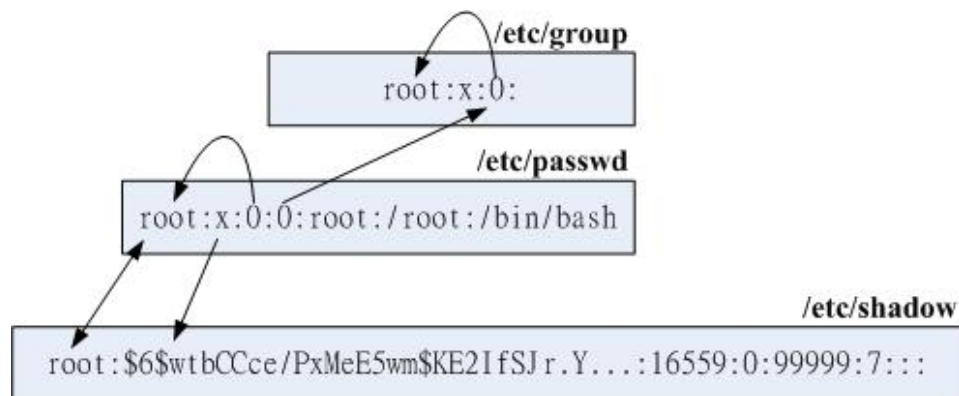 /etc/group
root:x:0:
/etc/passwd
root:x:0:0:root:/root:/bin/bash
/etc/shadow
root:$6$wtbCCce/PxMeE5wm$KE2IfSJr.Y...:16559:0:99999:7:::